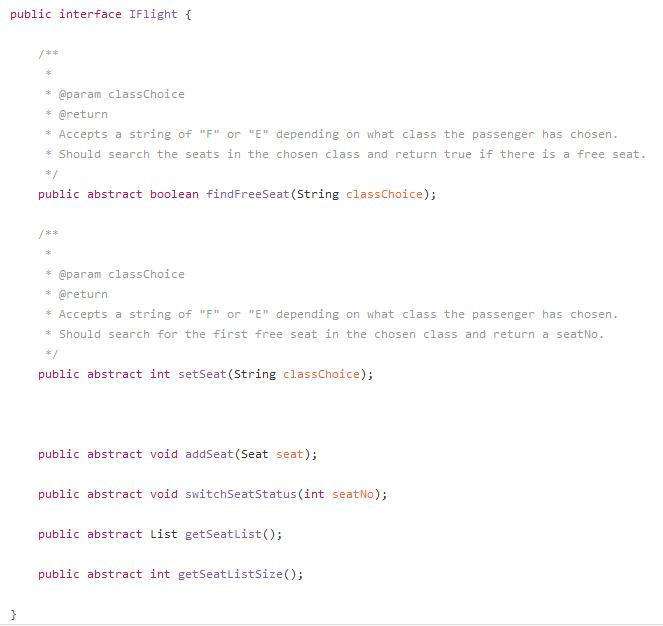 public interface IFlight {
/**
*
* @param classChoice
* @return
* Accepts a string of "F" or "E" depending on what class the passenger has chosen.
* Should search the seats in the chosen class and return true if there is a free seat.
*/
public abstract boolean findFreeSeat(String classChoice);
/**
*
* @param classChoice
* @return
* Accepts a string of "F" or "E" depending on what class the passenger has chosen.
* Should search for the first free seat in the chosen class and return a seatNo.
*/
public abstract int setSeat(String classChoice);
public abstract void addSeat(Seat seat);
public abstract void switchSeatStatus(int seatNo);
public abstract List getSeatList();
public abstract int getSeatListSize();
}